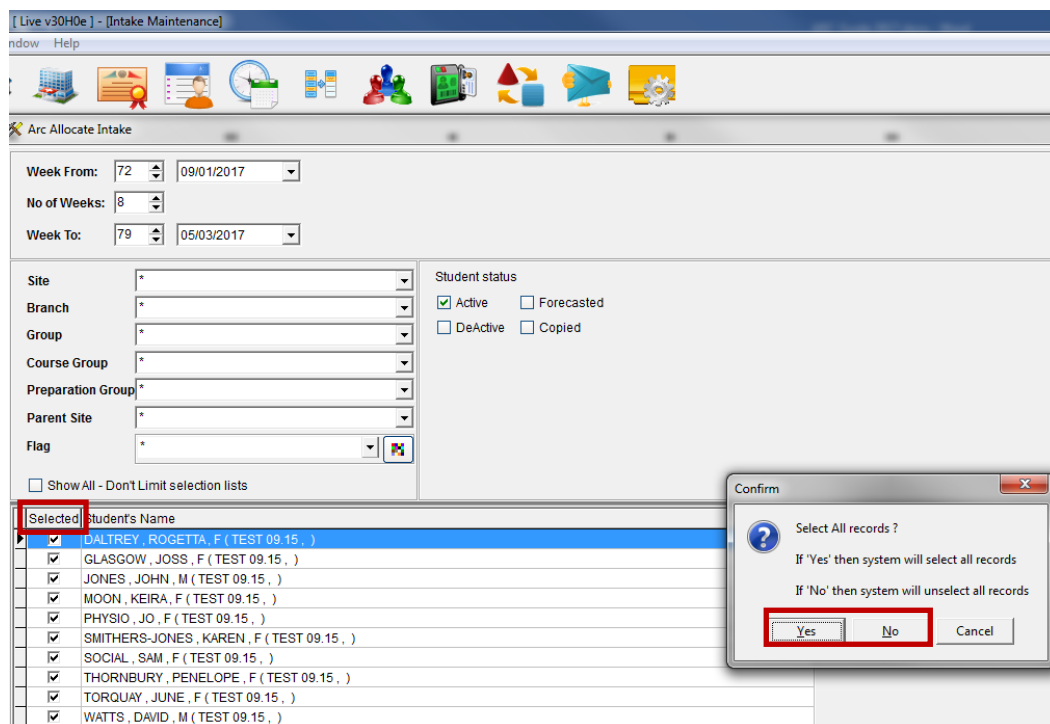 [ Live v30H0e ] - [Intake Maintenance]
ndow Help
Arc Allocate Intake
Week From: 72 09/01/2017
No of Weeks: 8
Week To: 79 05/03/2017
Site *
Branch *
Group *
Course Group *
Preparation Group *
Parent Site *
Flag *
Show All - Don't Limit selection lists
Student status
Active Forecasted
DeActive Copied
Selected Student's Name
DALTREY , ROGETTA, F ( TEST 09.15 , )
GLASGOW , JOSS , F ( TEST 09.15 , )
JONES , JOHN , M ( TEST 09.15 , )
MOON , KEIRA , F ( TEST 09.15 , )
PHYSIO , JO , F ( TEST 09.15 , )
SMITHERS-JONES , KAREN , F ( TEST 09.15 , )
SOCIAL , SAM , F ( TEST 09.15 , )
THORNBURY , PENELOPE , F ( TEST 09.15 , )
TORQUAY , JUNE , F ( TEST 09.15 , )
WATTS , DAVID , M ( TEST 09.15 , )
Confirm
Select All records ?
If 'Yes' then system will select all records
If 'No' then system will unselect all records
Yes No Cancel